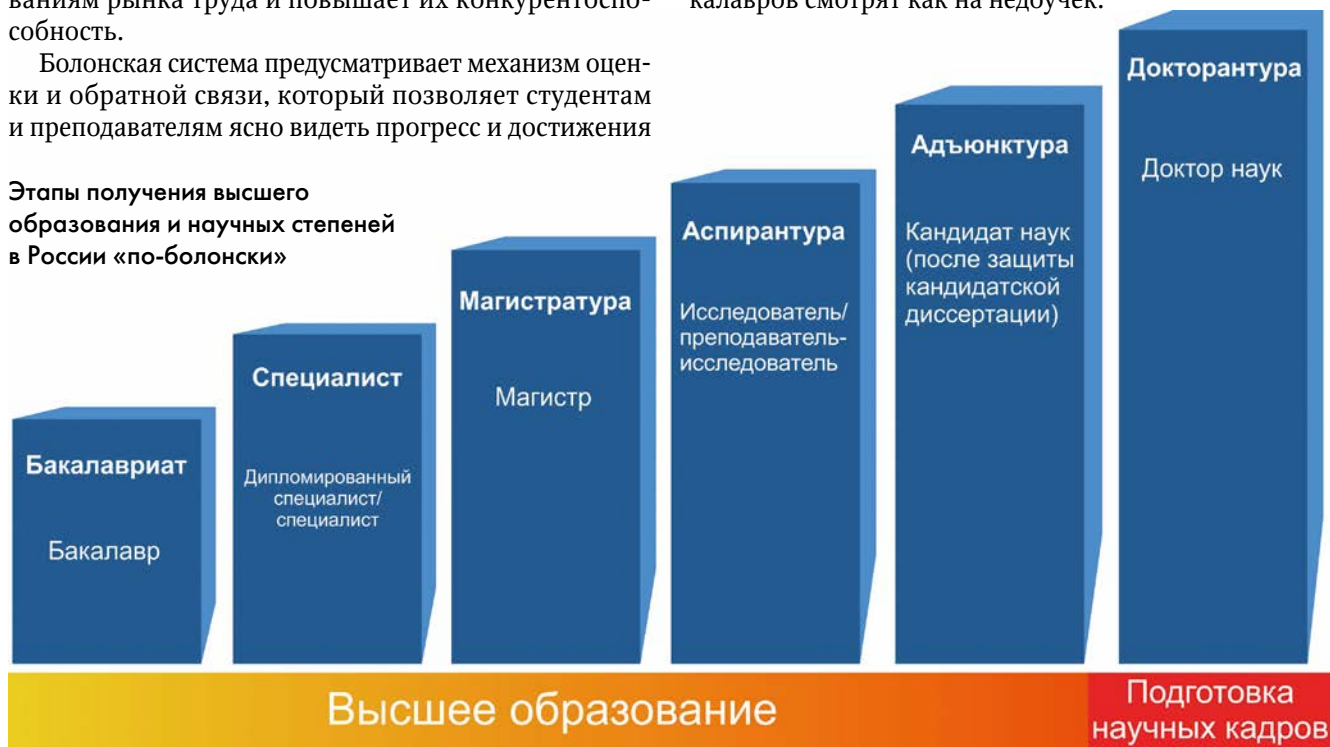 ваниям рынка труда и повышает их конкурентоспо-
собность.
Болонская система предусматривает механизм оцен-
ки и обратной связи, который позволяет студентам
и преподавателям ясно видеть прогресс и достижения
калавров смотрят как на недоучек.
Этапы получения высшего
образования и научных степеней
в России «по-болонски»
Бакалавриат
Бакалавр
Специалист
Дипломированный
специалист/
специалист
Магистратура
Магистр
Аспирантура
Исследователь/
преподаватель-
исследователь
Адъюнктура
Кандидат наук
(после защиты
кандидатской
диссертации)
Докторантура
Доктор наук
Высшее образование
Подготовка
научных кадров